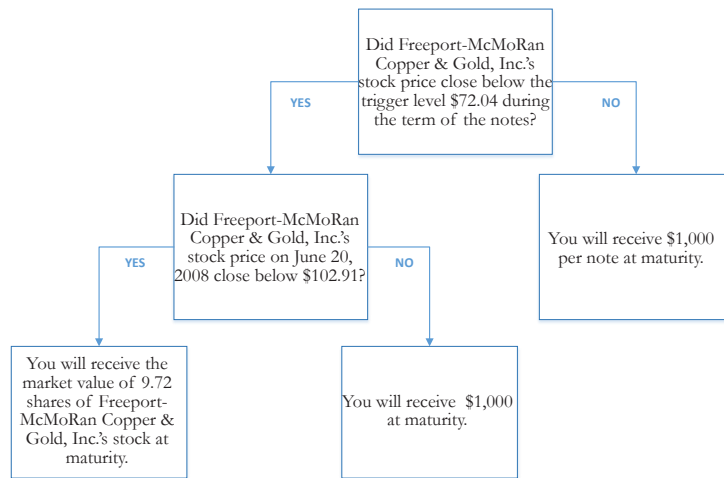 Did Freeport-McMoRan
Copper & Gold, Inc.'s
stock price close below the
trigger level $72.04 during
the term of the notes?
YES
NO
Did Freeport-McMoRan
Copper & Gold, Inc.'s
stock price on June 20,
2008 close below $102.91?
You will receive $1,000
per note at maturity.
YES
NO
You will receive the
market value of 9.72
shares of Freeport-
McMoRan Copper &
Gold, Inc.'s stock at
maturity.
You will receive $1,000
at maturity.